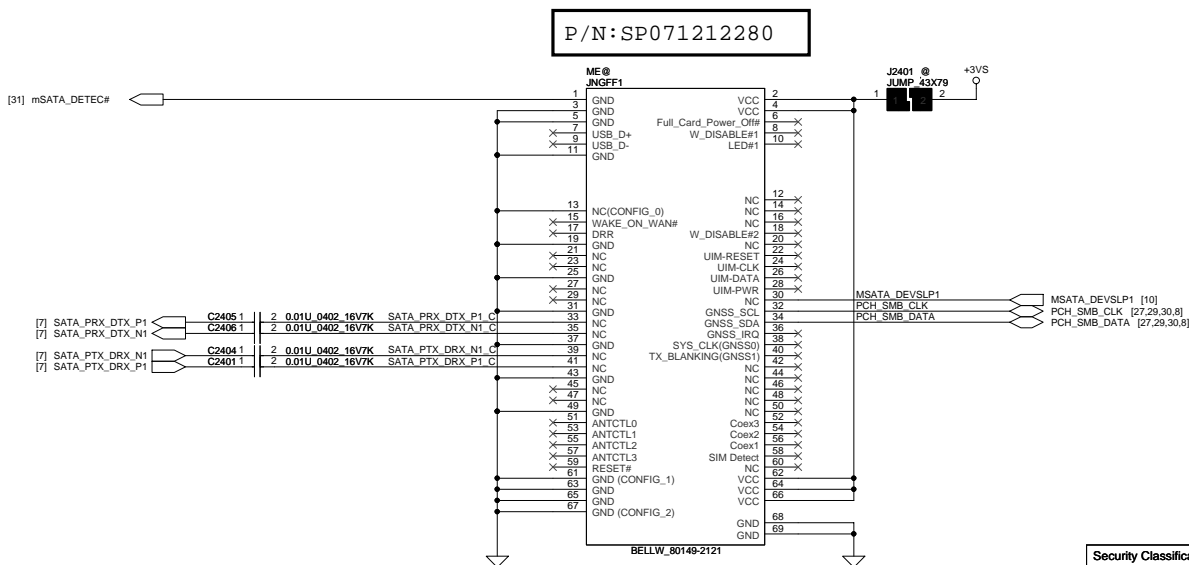 P/N:SP071212280
ME@
JNGFF1
J2401 @
JUMP_43X79
+3VS
[31] mSATA_DETEC#
1 GND VCC 2
3 GND VCC 4
5 GND Full_Card_Power_Off# 6
7 USB_D+ W_DISABLE#1 8
9 USB_D- LED#1 10
11 GND
1 1 2 2
NC 12
13 NC(CONFIG_0) NC 14
15 WAKE_ON_WAN# NC 16
17 DRR W_DISABLE#2 18
19 GND NC 20
21 NC UIM-RESET 22
23 NC UIM-CLK 24
25 GND UIM-DATA 26
27 NC UIM-PWR 28
29 NC NC 30 MSATA_DEVSLP1 MSATA_DEVSLP1 [10]
31 GND GNSS_SCL 32 PCH_SMB_CLK PCH_SMB_CLK [27,29,30,8]
[7] SATA_PRX_DTX_P1 C2405 1 2 0.01U_0402_16V7K SATA_PRX_DTX_P1_C 33 NC GNSS_SDA 34 PCH_SMB_DATA PCH_SMB_DATA [27,29,30,8]
[7] SATA_PRX_DTX_N1 C2406 1 2 0.01U_0402_16V7K SATA_PRX_DTX_N1_C 35 NC GNSS_IRQ 36
37 GND SYS_CLK(GNSS0) 38
[7] SATA_PTX_DRX_N1 C2404 1 2 0.01U_0402_16V7K SATA_PTX_DRX_N1_C 39 NC TX_BLANKING(GNSS1) 40
[7] SATA_PTX_DRX_P1 C2401 1 2 0.01U_0402_16V7K SATA_PTX_DRX_P1_C 41 NC NC 42
43 GND NC 44
45 NC NC 46
47 NC NC 48
49 GND NC 50
51 ANTCTL0 Coex3 52
53 ANTCTL1 Coex2 54
55 ANTCTL2 Coex1 56
57 ANTCTL3 SIM Detect 58
59 RESET# NC 60
61 GND (CONFIG_1) VCC 62
63 GND VCC 64
65 GND VCC 66
67 GND (CONFIG_2)
GND 68
GND 69
BELLW_80149-2121
Security